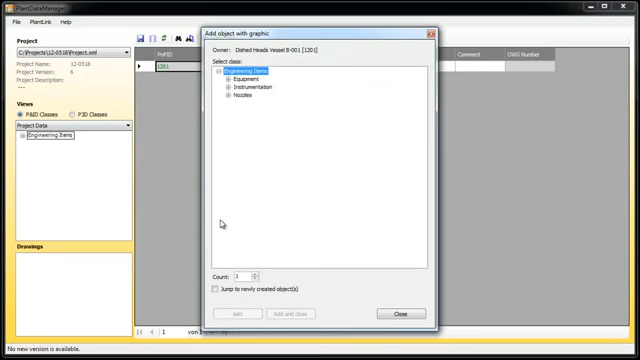 PlantDataManager
File PlantLink Help
Project
C:\Projects\12-0518\Project.xml
Project Name: 12-0518
Project Version: 6
Project Description:
...
Views
P&ID Classes P3D Classes
Project Data
Engineering Items
Drawings
No new version is available.
PnPID
1201
Comment DWG Number
1
Add object with graphic
Owner: Dished Heads Vessel B-001 [1201]
Select class:
Engineering Items
Equipment
Instrumentation
Nozzles
Count: 1
Jump to newly created object(s)
Add Add and close Close